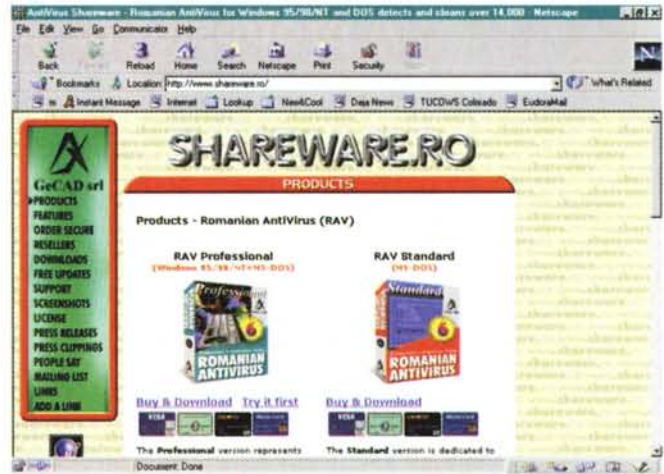 AntiVirus Shareware - Romanian AntiVirus for Windows 95/98/NT and DOS detects and cleans over 14,000 - Netscape
File Edit View Go Communicator Help
Back Reload Home Search Netscape Print Security
Bookmarks Location http://www.shareware.ro/ What's Related
Instant Message Internet Lookup New&Cool Deja News TUCOWS Colorado EudoraMail
GeCAD srl
PRODUCTS
FEATURES
ORDER SECURE
RESELLERS
DOWNLOADS
FREE UPDATES
SUPPORT
SCREENSHOTS
LICENSE
PRESS RELEASES
PRESS CLIPPINGS
PEOPLE SAY
MAILING LIST
LINKS
ADD A LINK
SHAREWARE.RO
PRODUCTS
Products - Romanian AntiVirus (RAV)
RAV Professional
(Windows 95/98/NT+MS-DOS)
Professional
6
ROMANIAN
ANTIVIRUS
Buy & Download Try it first
VISA
The Professional version represents
RAV Standard
(MS-DOS)
Standard
6
ROMANIAN
ANTIVIRUS
Buy & Download
VISA
The Standard version is dedicated to
Document: Done